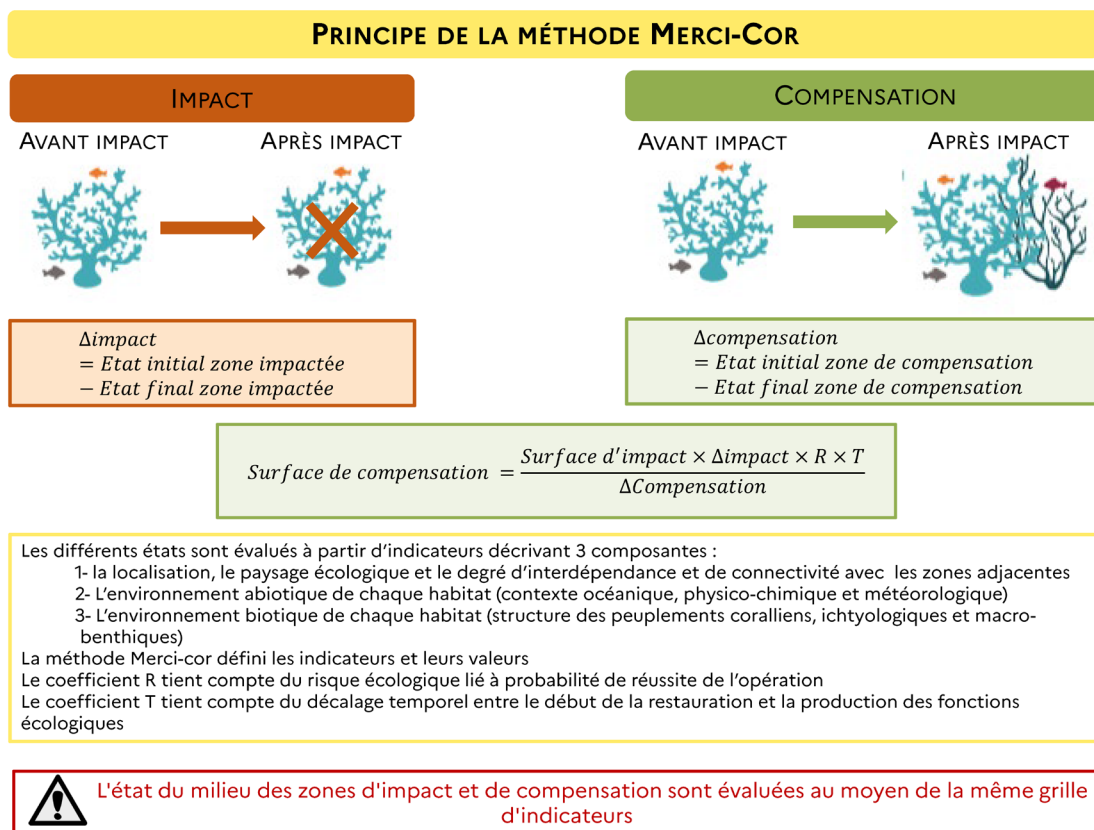 PRINCIPE DE LA MÉTHODE MERCI-COR
IMPACT
AVANT IMPACT
APRÈS IMPACT
Δimpact
= Etat initial zone impactée
− Etat final zone impactée
COMPENSATION
AVANT IMPACT
APRÈS IMPACT
Δcompensation
= Etat initial zone de compensation
− Etat final zone de compensation
Surface de compensation = Surface d'impact × Δimpact × R × T
ΔCompensation
Les différents états sont évalués à partir d'indicateurs décrivant 3 composantes :
1- la localisation, le paysage écologique et le degré d'interdépendance et de connectivité avec les zones adjacentes
2- L'environnement abiotique de chaque habitat (contexte océanique, physico-chimique et météorologique)
3- L'environnement biotique de chaque habitat (structure des peuplements coralliens, ichtyologiques et macro-
benthiques)
La méthode Merci-cor défini les indicateurs et leurs valeurs
Le coefficient R tient compte du risque écologique lié à probabilité de réussite de l'opération
Le coefficient T tient compte du décalage temporel entre le début de la restauration et la production des fonctions
écologiques
L'état du milieu des zones d'impact et de compensation sont évaluées au moyen de la même grille
d'indicateurs